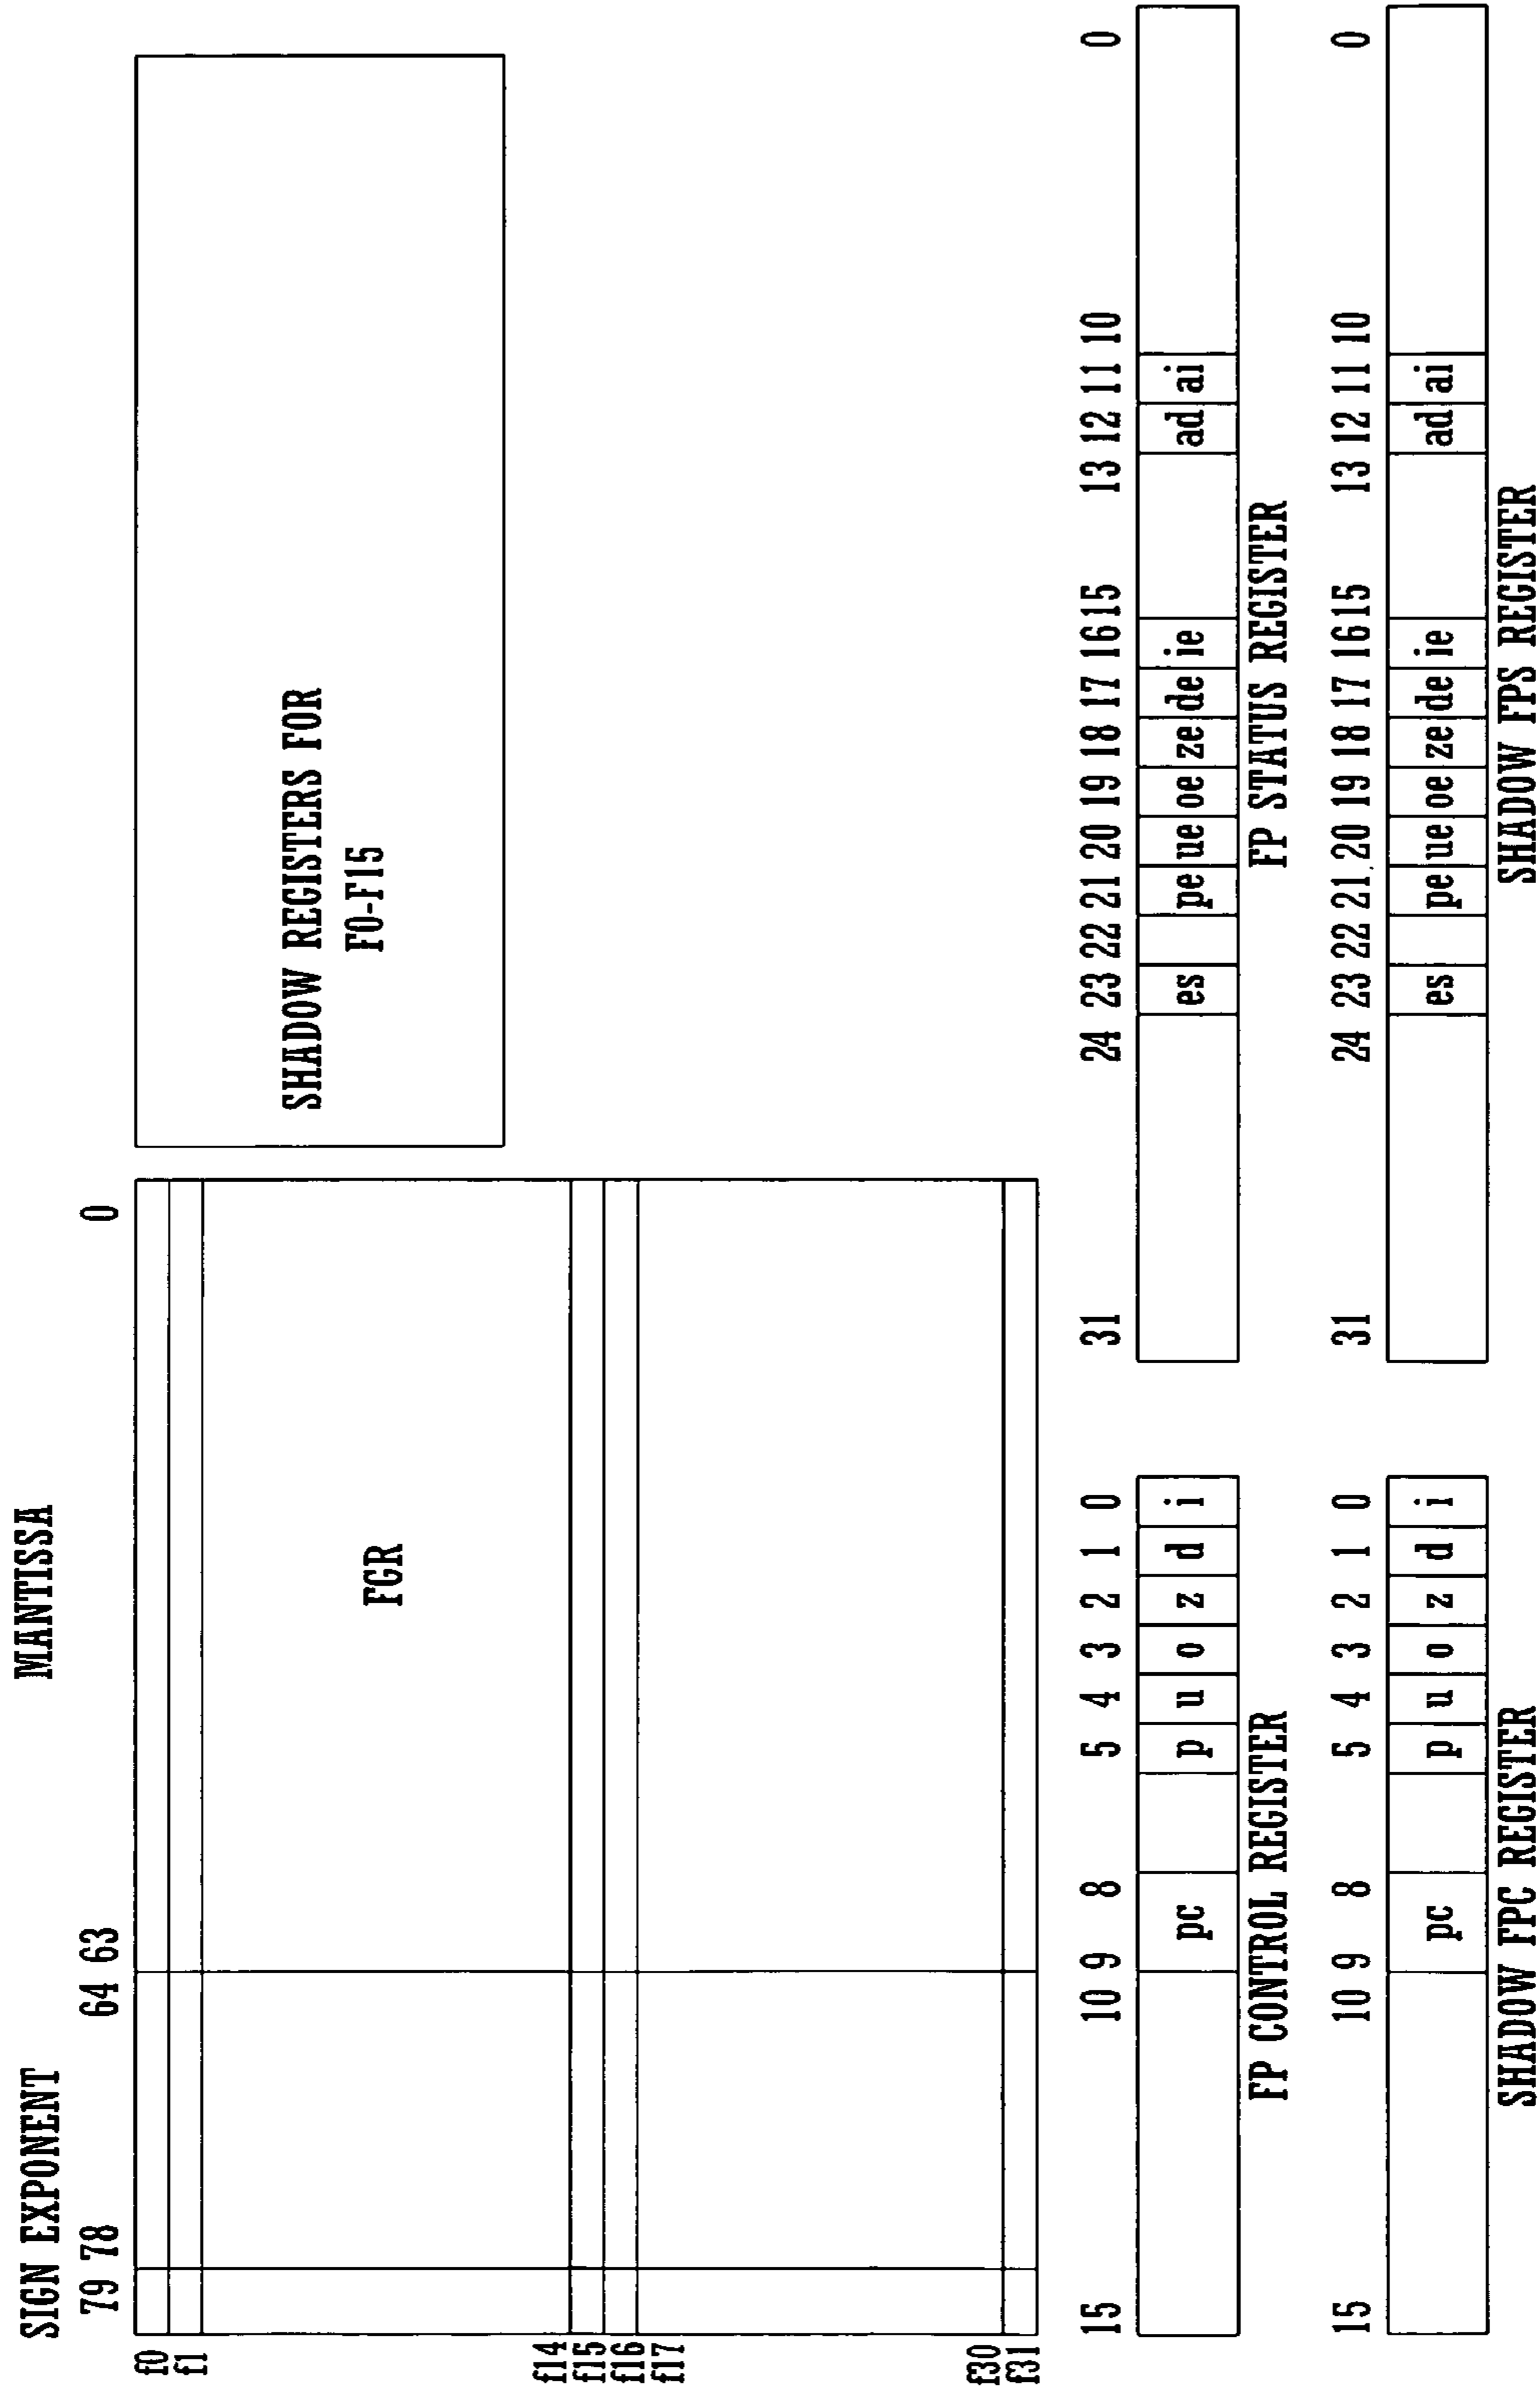 SIGN EXPONENT MANTISSA
79 78 64 63 0
f0
f1
f14
f15
f16
f17
f30
f31
FGR
SHADOW REGISTERS FOR
F0-F15
15 10 9 8 5 4 3 2 1 0
pc p u o z d i
FP CONTROL REGISTER
31 24 23 22 21 20 19 18 17 16 15 13 12 11 10 0
es pe ue oe ze de ie ad ai
FP STATUS REGISTER
15 10 9 8 5 4 3 2 1 0
pc p u o z d i
SHADOW FPC REGISTER
31 24 23 22 21 20 19 18 17 16 15 13 12 11 10 0
es pe ue oe ze de ie ad ai
SHADOW FPS REGISTER